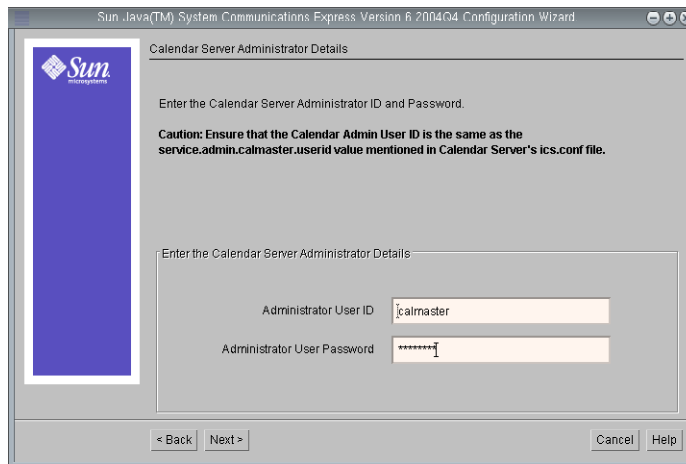 Sun Java(TM) System Communications Express Version 6 2004Q4 Configuration Wizard
Sun
microsystems
Calendar Server Administrator Details
Enter the Calendar Server Administrator ID and Password.
Caution: Ensure that the Calendar Admin User ID is the same as the
service.admin.calmaster.userid value mentioned in Calendar Server's ics.conf file.
Enter the Calendar Server Administrator Details
Administrator User ID calmaster
Administrator User Password ********
< Back Next > Cancel Help